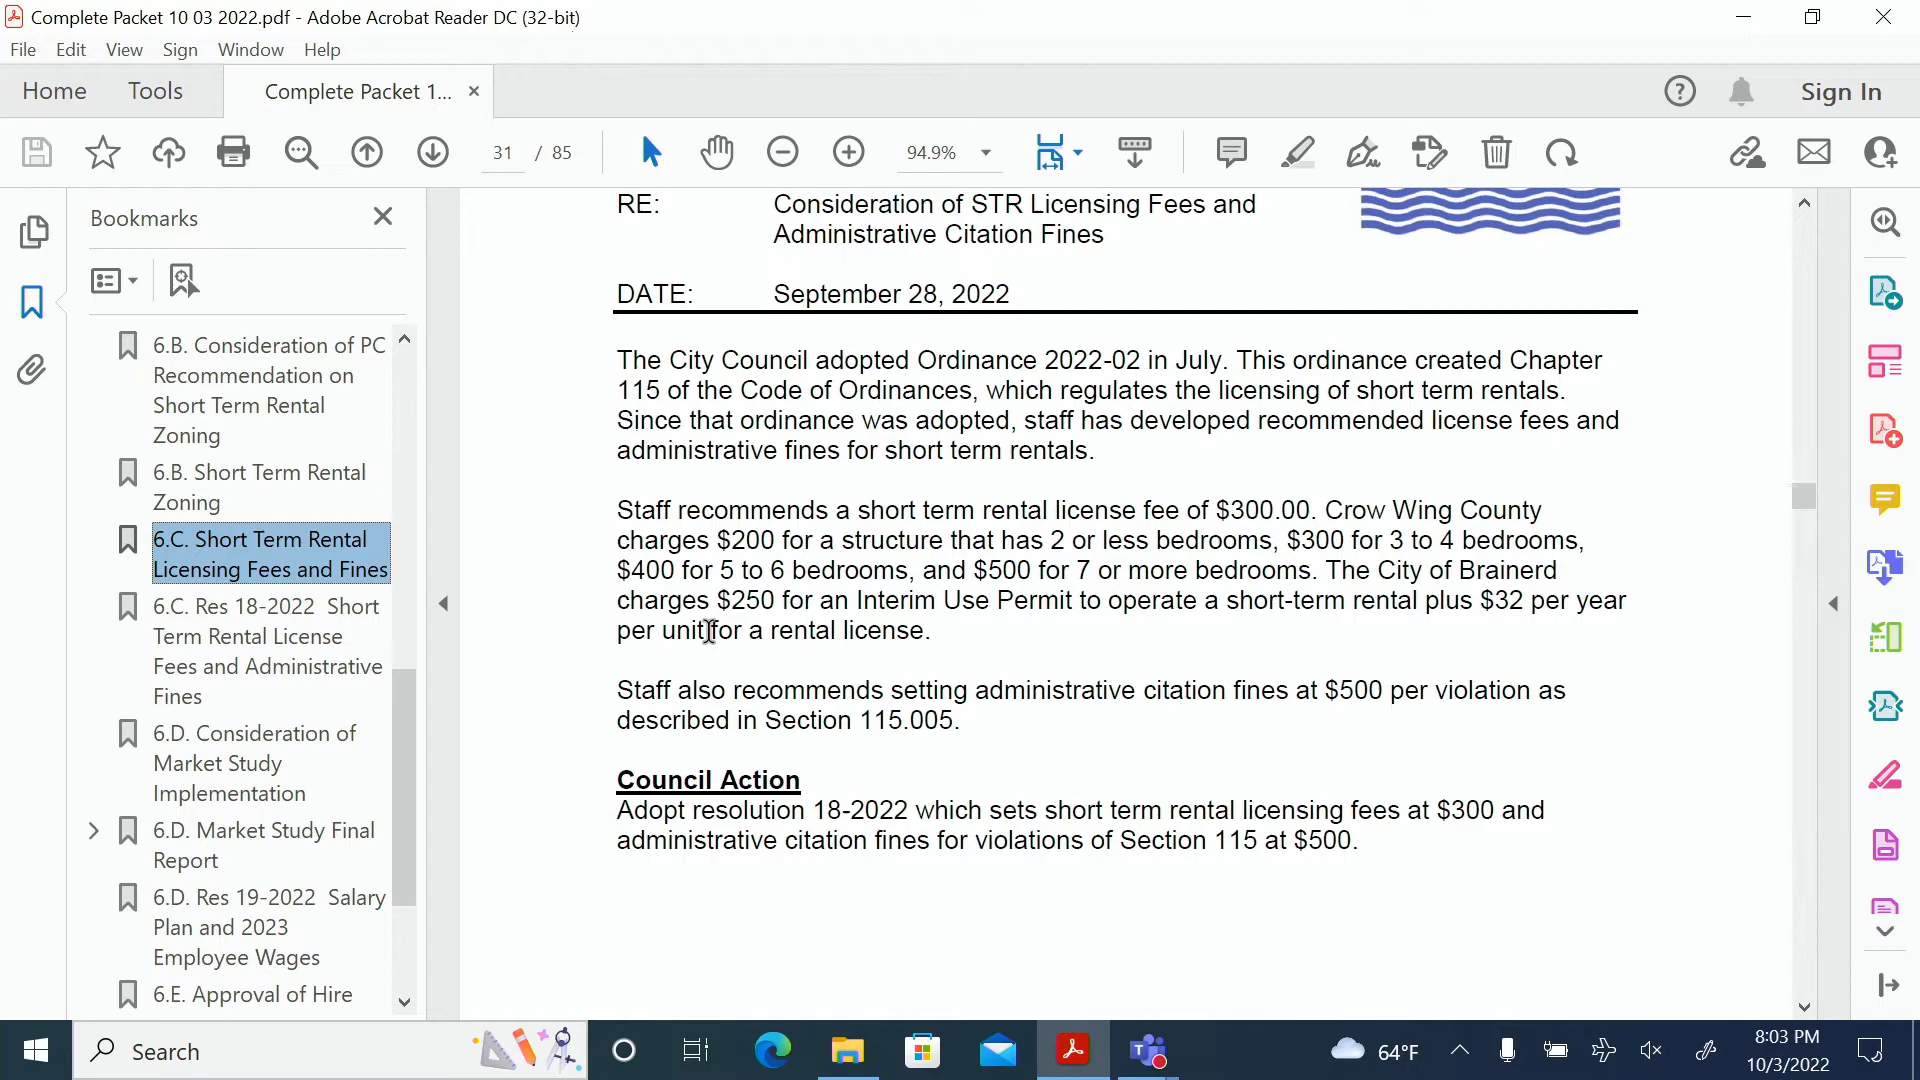 Complete Packet 10 03 2022.pdf - Adobe Acrobat Reader DC (32-bit)
File Edit View Sign Window Help
Home Tools Complete Packet 1... × Sign In
31 / 85 94.9%
Bookmarks
6.B. Consideration of PC
Recommendation on
Short Term Rental
Zoning
6.B. Short Term Rental
Zoning
6.C. Short Term Rental
Licensing Fees and Fines
6.C. Res 18-2022 Short
Term Rental License
Fees and Administrative
Fines
6.D. Consideration of
Market Study
Implementation
6.D. Market Study Final
Report
6.D. Res 19-2022 Salary
Plan and 2023
Employee Wages
6.E. Approval of Hire
RE: Consideration of STR Licensing Fees and
Administrative Citation Fines
DATE: September 28, 2022
The City Council adopted Ordinance 2022-02 in July. This ordinance created Chapter
115 of the Code of Ordinances, which regulates the licensing of short term rentals.
Since that ordinance was adopted, staff has developed recommended license fees and
administrative fines for short term rentals.
Staff recommends a short term rental license fee of $300.00. Crow Wing County
charges $200 for a structure that has 2 or less bedrooms, $300 for 3 to 4 bedrooms,
$400 for 5 to 6 bedrooms, and $500 for 7 or more bedrooms. The City of Brainerd
charges $250 for an Interim Use Permit to operate a short-term rental plus $32 per year
per unit for a rental license.
Staff also recommends setting administrative citation fines at $500 per violation as
described in Section 115.005.
Council Action
Adopt resolution 18-2022 which sets short term rental licensing fees at $300 and
administrative citation fines for violations of Section 115 at $500.
Search
64°F
8:03 PM
10/3/2022